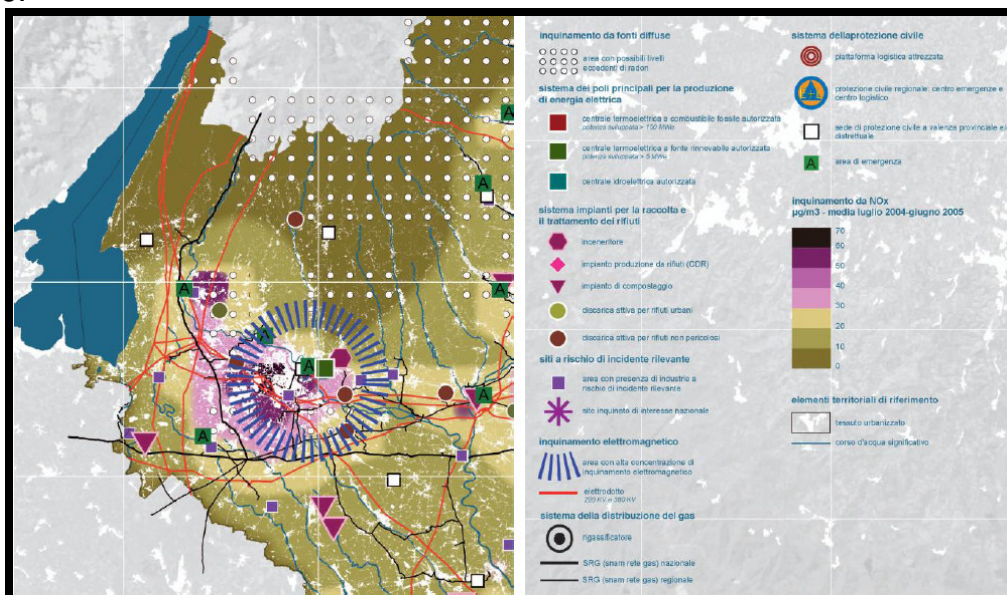 inquinamento da fonti diffuse
area con possibili livelli
eccedenti di radon
sistema dei poli principali per la produzione
di energia elettrica
centrale termoelettrica a combustibile fossile autorizzata
potenza sviluppata > 150 MWe
centrale termoelettrica a fonte rinnovabile autorizzata
potenza sviluppata > 5 MWe
centrale idroelettrica autorizzata
sistema impianti per la raccolta e
il trattamento dei rifiuti
inceneritore
impianto produzione da rifiuti (CDR)
impianto di compostaggio
discarica attiva per rifiuti urbani
discarica attiva per rifiuti non pericolosi
siti a rischio di incidente rilevante
area con presenza di industrie a
rischio di incidente rilevante
sito inquinato di interesse nazionale
inquinamento elettromagnetico
area con alta concentrazione di
inquinamento elettromagnetico
elettrodotto
220 KV e 380 KV
sistema della distribuzione del gas
rigassificatore
SRG (snam rete gas) nazionale
SRG (snam rete gas) regionale
sistema dellaprotezione civile
piattaforma logistica attrezzata
protezione civile regionale: centro emergenze e
centro logistico
sede di protezione civile a valenza provinciale e
distrettuale
A
area di emergenza
inquinamento da NOx
µg/m3 - media luglio 2004-giugno 2005
70
60
50
40
30
20
10
0
elementi territoriali di riferimento
tessuto urbanizzato
corso d'acqua significativo
A
A
A
A
A
A
A
A